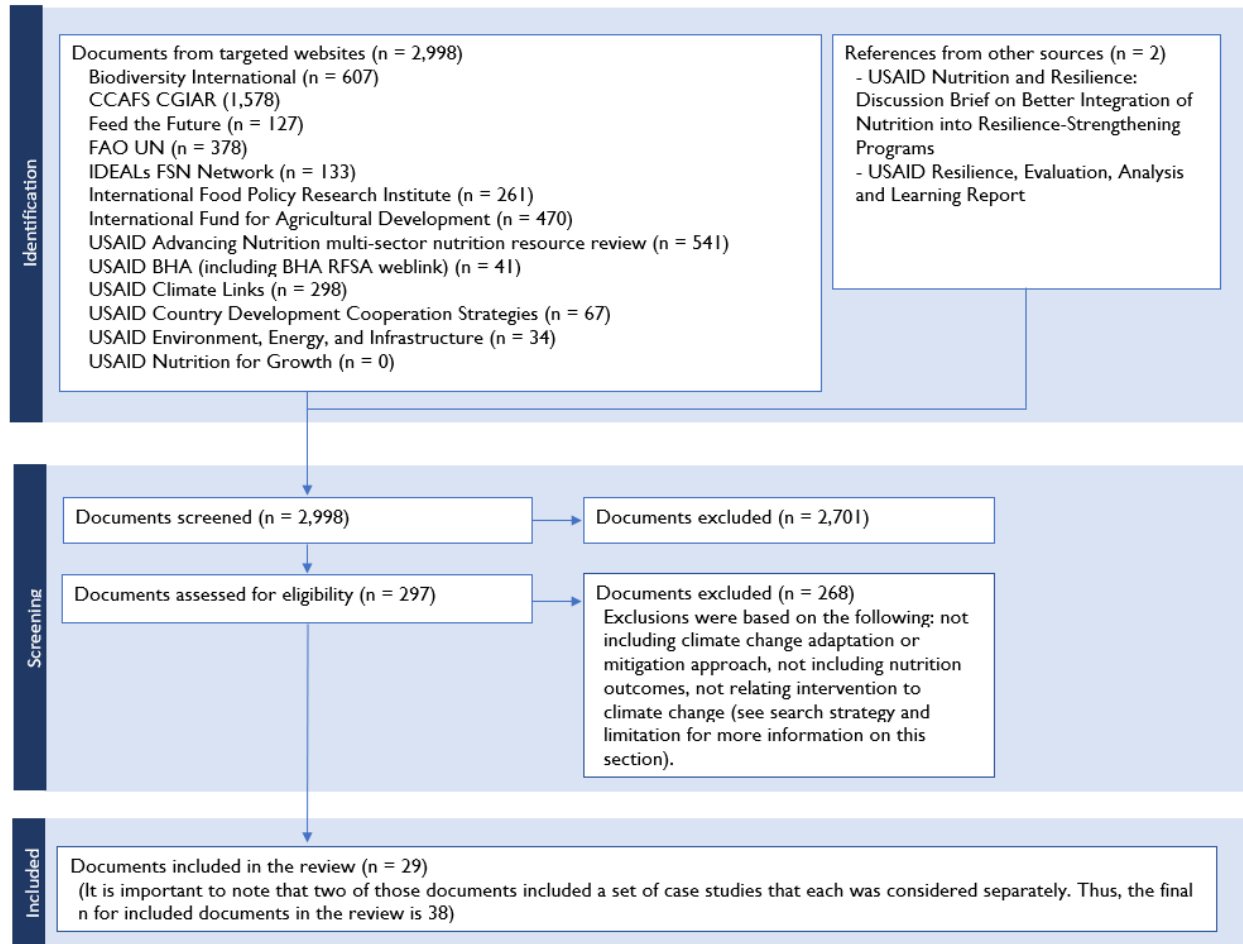 Identification
Documents from targeted websites (n = 2,998)
Biodiversity International (n = 607)
CCAFS CGIAR (1,578)
Feed the Future (n = 127)
FAO UN (n = 378)
IDEALs FSN Network (n = 133)
International Food Policy Research Institute (n = 261)
International Fund for Agricultural Development (n = 470)
USAID Advancing Nutrition multi-sector nutrition resource review (n = 541)
USAID BHA (including BHA RFSA weblink) (n = 41)
USAID Climate Links (n = 298)
USAID Country Development Cooperation Strategies (n = 67)
USAID Environment, Energy, and Infrastructure (n = 34)
USAID Nutrition for Growth (n = 0)
References from other sources (n = 2)
- USAID Nutrition and Resilience:
Discussion Brief on Better Integration of
Nutrition into Resilience-Strengthening
Programs
- USAID Resilience, Evaluation, Analysis
and Learning Report
Screening
Documents screened (n = 2,998)
Documents excluded (n = 2,701)
Documents assessed for eligibility (n = 297)
Documents excluded (n = 268)
Exclusions were based on the following: not
including climate change adaptation or
mitigation approach, not including nutrition
outcomes, not relating intervention to
climate change (see search strategy and
limitation for more information on this
section).
Included
Documents included in the review (n = 29)
(It is important to note that two of those documents included a set of case studies that each was considered separately. Thus, the final
n for included documents in the review is 38)